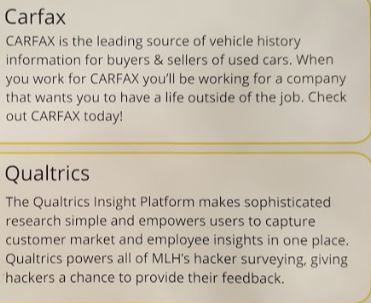 Carfax
CARFAX is the leading source of vehicle history
information for buyers & sellers of used cars. When
you work for CARFAX you'll be working for a company
that wants you to have a life outside of the job. Check
out CARFAX today!
Qualtrics
The Qualtrics Insight Platform makes sophisticated
research simple and empowers users to capture
customer market and employee insights in one place.
Qualtrics powers all of MLH's hacker surveying, giving
hackers a chance to provide their feedback.